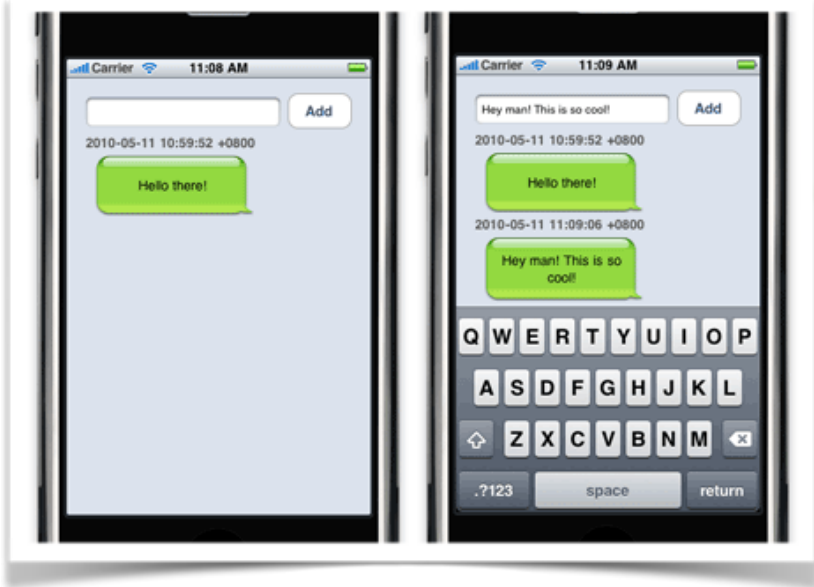 Carrier 11:08 AM
Add
2010-05-11 10:59:52 +0800
Hello there!
Carrier 11:09 AM
Hey man! This is so cool! Add
2010-05-11 10:59:52 +0800
Hello there!
2010-05-11 11:09:06 +0800
Hey man! This is so
cool!
Q W E R T Y U I O P
A S D F G H J K L
Z X C V B N M
.?123 space return